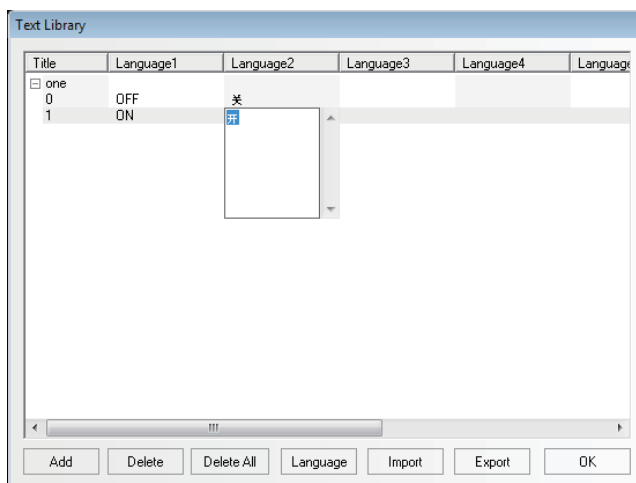 Text Library
Title Language1 Language2 Language3 Language4 Language
one
0 OFF 关
1 ON 开
Add Delete Delete All Language Import Export OK